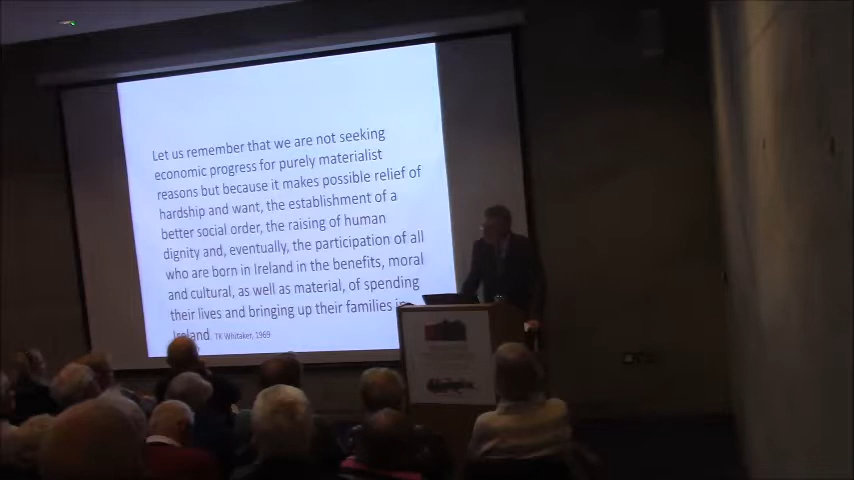 Let us remember that we are not seeking
economic progress for purely materialist
reasons but because it makes possible relief of
hardship and want, the establishment of a
better social order, the raising of human
dignity and, eventually, the participation of all
who are born in Ireland in the benefits, moral
and cultural, as well as material, of spending
their lives and bringing up their families in
Ireland. TK Whitaker, 1969